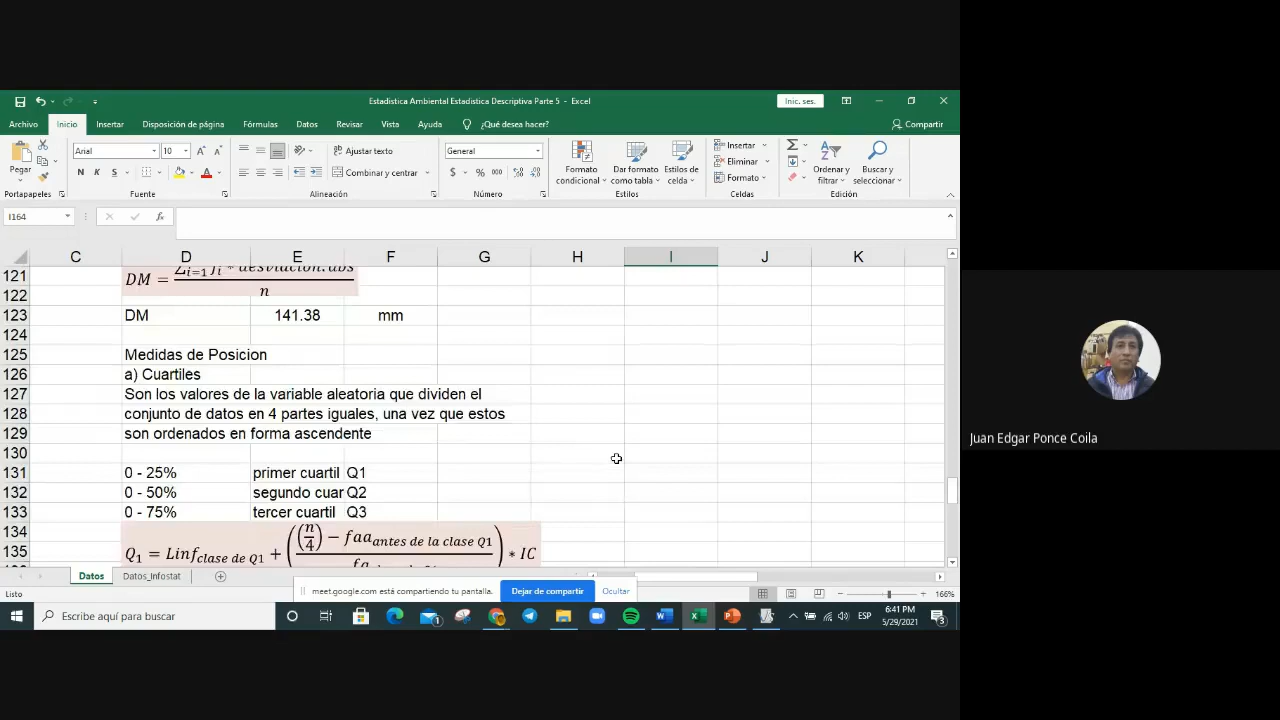 Estadistica Ambiental Estadistica Descriptiva Parte 5 - Excel
Inic. ses.
Archivo Inicio Insertar Disposición de página Fórmulas Datos Revisar Vista Ayuda ¿Qué desea hacer? Compartir
Pegar
Arial 10
N K S
Ajustar texto
Combinar y centrar
General
$ % 000
Formato condicional
Dar formato como tabla
Estilos de celda
Insertar
Eliminar
Formato
Ordenar y filtrar
Buscar y seleccionar
Portapapeles Fuente Alineación Número Estilos Celdas Edición
I164 fx
C D E F G H I J K
121 DM =
122 n
123 DM 141.38 mm
124
125 Medidas de Posicion
126 a) Cuartiles
127 Son los valores de la variable aleatoria que dividen el
128 conjunto de datos en 4 partes iguales, una vez que estos
129 son ordenados en forma ascendente
130
131 0 - 25% primer cuartil Q1
132 0 - 50% segundo cuar Q2
133 0 - 75% tercer cuartil Q3
134
135 Q1 = Linf clase de Q1 + ((n/4) − faa antes de la clase Q1) * IC
Datos Datos_Infostat
Listo
meet.google.com está compartiendo tu pantalla. Dejar de compartir Ocultar
166%
Escribe aquí para buscar
ESP
6:41 PM
5/29/2021
Juan Edgar Ponce Coila